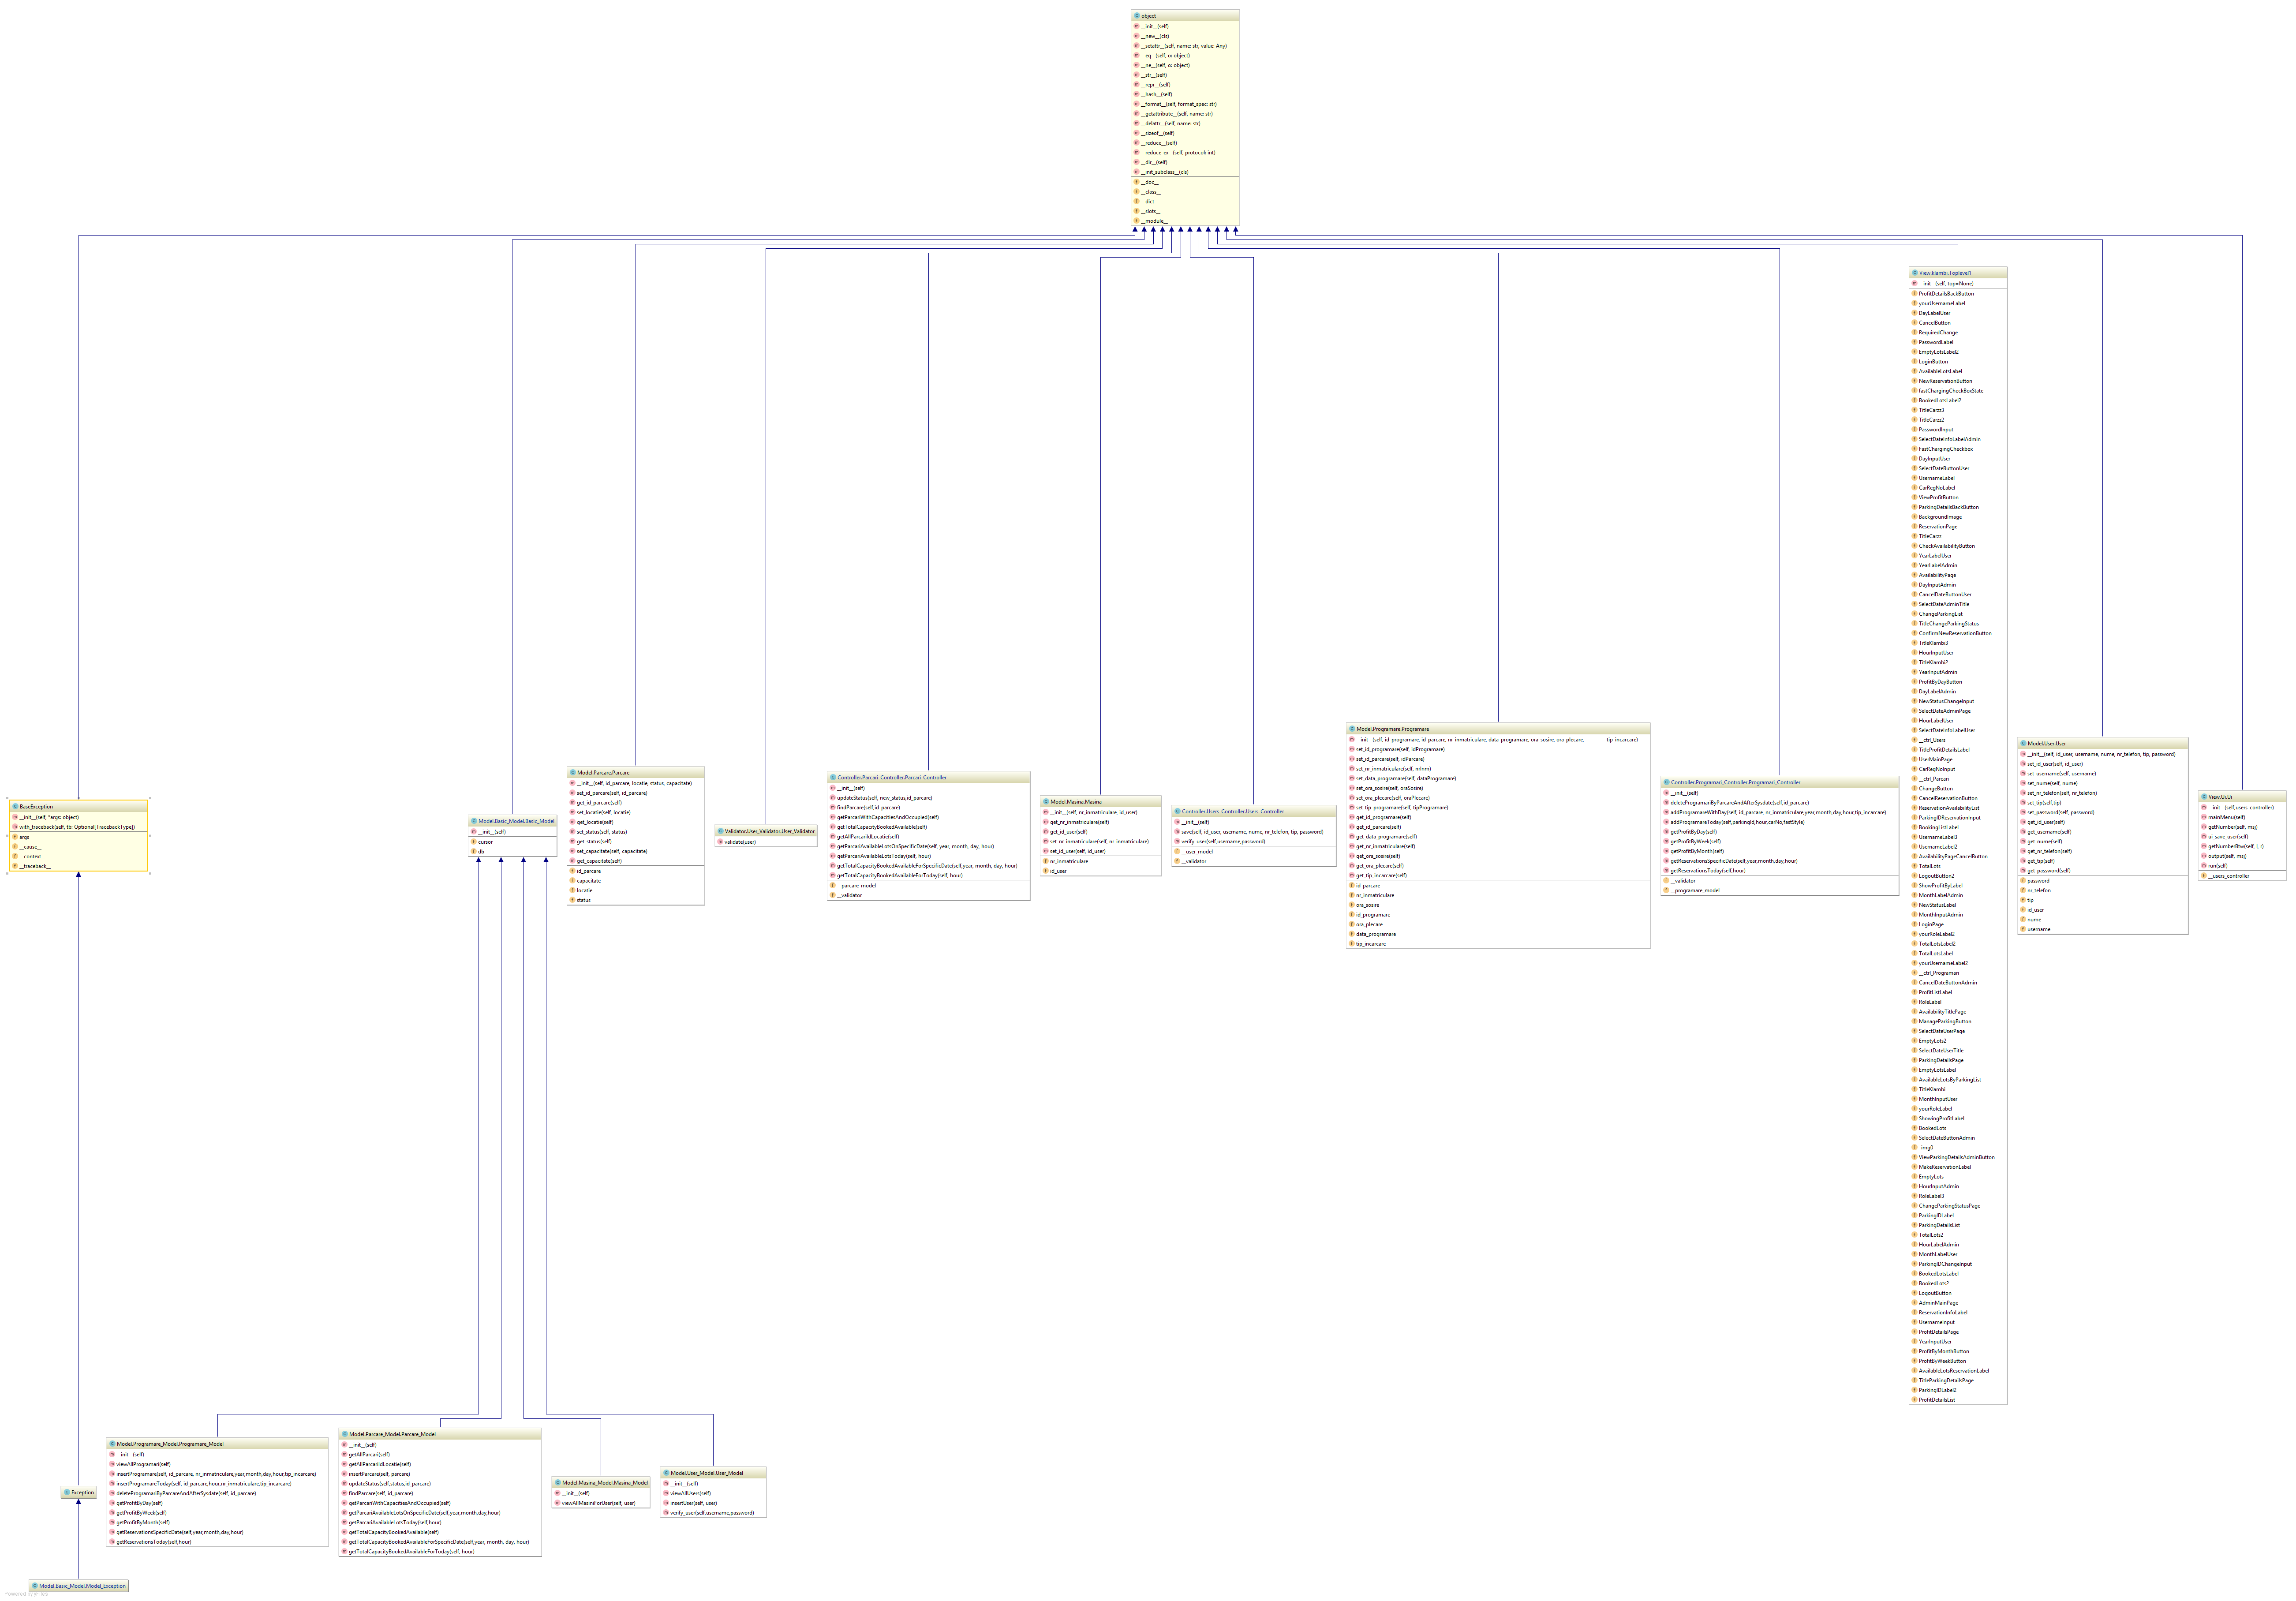 object
__init__(self)
__new__(cls)
__setattr__(self, name: str, value: Any)
__eq__(self, o: object)
__ne__(self, o: object)
__str__(self)
__repr__(self)
__hash__(self)
__format__(self, format_spec: str)
__getattribute__(self, name: str)
__delattr__(self, name: str)
__sizeof__(self)
__reduce__(self)
__reduce_ex__(self, protocol: int)
__dir__(self)
__init_subclass__(cls)
__doc__
__class__
__dict__
__slots__
__module__
BaseException
__init__(self, *args: object)
with_traceback(self, tb: Optional[TracebackType])
args
__cause__
__context__
__traceback__
Model.Basic_Model.Basic_Model
__init__(self)
cursor
db
Model.Parcare.Parcare
__init__(self, id_parcare, locatie, status, capacitate)
set_id_parcare(self, id_parcare)
get_id_parcare(self)
set_locatie(self, locatie)
get_locatie(self)
set_status(self, status)
get_status(self)
set_capacitate(self, capacitate)
get_capacitate(self)
id_parcare
capacitate
locatie
status
Validator.User_Validator.User_Validator
validate(user)
Controller.Parcari_Controller.Parcari_Controller
__init__(self)
updateStatus(self, new_status,id_parcare)
findParcare(self,id_parcare)
getParcariWithCapacitiesAndOccupied(self)
getTotalCapacityBookedAvailable(self)
getAllParcariIdLocatie(self)
getParcariAvailableLotsOnSpecificDate(self, year, month, day, hour)
getParcariAvailableLotsToday(self, hour)
getTotalCapacityBookedAvailableForSpecificDate(self,year, month, day, hour)
getTotalCapacityBookedAvailableForToday(self, hour)
__parcare_model
__validator
Model.Masina.Masina
__init__(self, nr_inmatriculare, id_user)
get_nr_inmatriculare(self)
get_id_user(self)
set_nr_inmatriculare(self, nr_inmatriculare)
set_id_user(self, id_user)
nr_inmatriculare
id_user
Controller.Users_Controller.Users_Controller
__init__(self)
save(self, id_user, username, nume, nr_telefon, tip, password)
verify_user(self,username,password)
__user_model
__validator
Model.Programare.Programare
__init__(self, id_programare, id_parcare, nr_inmatriculare, data_programare, ora_sosire, ora_plecare, tip_incarcare)
set_id_programare(self, idProgramare)
set_id_parcare(self, idParcare)
set_nr_inmatriculare(self, nrInm)
set_data_programare(self, dataProgramare)
set_ora_sosire(self, oraSosire)
set_ora_plecare(self, oraPlecare)
set_tip_programare(self, tipProgramare)
get_id_programare(self)
get_id_parcare(self)
get_data_programare(self)
get_nr_inmatriculare(self)
get_ora_sosire(self)
get_ora_plecare(self)
get_tip_incarcare(self)
id_parcare
nr_inmatriculare
ora_sosire
id_programare
ora_plecare
data_programare
tip_incarcare
Controller.Programari_Controller.Programari_Controller
__init__(self)
deleteProgramariByParcareAndAfterSysdate(self,id_parcare)
addProgramareWithDay(self, id_parcare, nr_inmatriculare,year,month,day,hour,tip_incarcare)
addProgramareToday(self,parkingId,hour,carNo,fastStyle)
getProfitByDay(self)
getProfitByWeek(self)
getProfitByMonth(self)
getReservationsSpecificDate(self,year,month,day,hour)
getReservationsToday(self,hour)
__validator
__programare_model
View.klambi.Toplevel1
__init__(self, top=None)
ProfitDetailsBackButton
yourUsernameLabel
DayLabelUser
CancelButton
RequiredChange
PasswordLabel
EmptyLotsLabel2
LoginButton
AvailableLotsLabel
NewReservationButton
fastChargingCheckBoxState
BookedLotsLabel2
TitleCarzz3
TitleCarzz2
PasswordInput
SelectDateInfoLabelAdmin
FastChargingCheckbox
DayInputUser
SelectDateButtonUser
UsernameLabel
CarRegNoLabel
ViewProfitButton
ParkingDetailsBackButton
BackgroundImage
ReservationPage
TitleCarzz
CheckAvailabilityButton
YearLabelUser
YearLabelAdmin
AvailabilityPage
DayInputAdmin
CancelDateButtonUser
SelectDateAdminTitle
ChangeParkingList
TitleChangeParkingStatus
ConfirmNewReservationButton
TitleKlambi3
HourInputUser
TitleKlambi2
YearInputAdmin
ProfitByDayButton
DayLabelAdmin
NewStatusChangeInput
SelectDateAdminPage
HourLabelUser
SelectDateInfoLabelUser
__ctrl_Users
TitleProfitDetailsLabel
UserMainPage
CarRegNoInput
__ctrl_Parcari
ChangeButton
CancelReservationButton
ParkingIDReservationInput
ReservationAvailabilityList
BookingListLabel
UsernameLabel3
UsernameLabel2
AvailabilityPageCancelButton
TotalLots
LogoutButton2
ShowProfitByLabel
MonthLabelAdmin
NewStatusLabel
MonthInputAdmin
LoginPage
yourRoleLabel2
TotalLotsLabel2
TotalLotsLabel
yourUsernameLabel2
__ctrl_Programari
CancelDateButtonAdmin
ProfitListLabel
RoleLabel
AvailabilityTitlePage
ManageParkingButton
SelectDateUserPage
EmptyLots2
SelectDateUserTitle
ParkingDetailsPage
EmptyLotsLabel
AvailableLotsByParkingList
TitleKlambi
MonthInputUser
yourRoleLabel
ShowingProfitLabel
BookedLots
SelectDateButtonAdmin
_img0
ViewParkingDetailsAdminButton
MakeReservationLabel
EmptyLots
HourInputAdmin
RoleLabel3
ChangeParkingStatusPage
ParkingIDLabel
ParkingDetailsList
TotalLots2
HourLabelAdmin
MonthLabelUser
ParkingIDChangeInput
BookedLotsLabel
BookedLots2
LogoutButton
AdminMainPage
ReservationInfoLabel
UsernameInput
ProfitDetailsPage
YearInputUser
ProfitByMonthButton
ProfitByWeekButton
AvailableLotsReservationLabel
TitleParkingDetailsPage
ParkingIDLabel2
ProfitDetailsList
Model.User.User
__init__(self, id_user, username, nume, nr_telefon, tip, password)
set_id_user(self, id_user)
set_username(self, username)
set_nume(self, nume)
set_nr_telefon(self, nr_telefon)
set_tip(self,tip)
set_password(self, password)
get_id_user(self)
get_username(self)
get_nume(self)
get_nr_telefon(self)
get_tip(self)
get_password(self)
password
nr_telefon
tip
id_user
nume
username
View.Ui.Ui
__init__(self,users_controller)
mainMenu(self)
getNumber(self, msj)
ui_save_user(self)
getNumberBtw(self, l, r)
output(self, msj)
run(self)
__users_controller
Exception
Model.Programare_Model.Programare_Model
__init__(self)
viewAllProgramari(self)
insertProgramare(self, id_parcare, nr_inmatriculare,year,month,day,hour,tip_incarcare)
insertProgramareToday(self, id_parcare,hour,nr_inmatriculare,tip_incarcare)
deleteProgramariByParcareAndAfterSysdate(self, id_parcare)
getProfitByDay(self)
getProfitByWeek(self)
getProfitByMonth(self)
getReservationsSpecificDate(self,year,month,day,hour)
getReservationsToday(self,hour)
Model.Parcare_Model.Parcare_Model
__init__(self)
getAllParcari(self)
getAllParcariIdLocatie(self)
insertParcare(self, parcare)
updateStatus(self,status,id_parcare)
findParcare(self, id_parcare)
getParcariWithCapacitiesAndOccupied(self)
getParcariAvailableLotsOnSpecificDate(self,year,month,day,hour)
getParcariAvailableLotsToday(self,hour)
getTotalCapacityBookedAvailable(self)
getTotalCapacityBookedAvailableForSpecificDate(self,year, month, day, hour)
getTotalCapacityBookedAvailableForToday(self, hour)
Model.Masina_Model.Masina_Model
__init__(self)
viewAllMasiniForUser(self, user)
Model.User_Model.User_Model
__init__(self)
viewAllUsers(self)
insertUser(self, user)
verify_user(self,username,password)
Model.Basic_Model.Model_Exception
Powered by yFiles